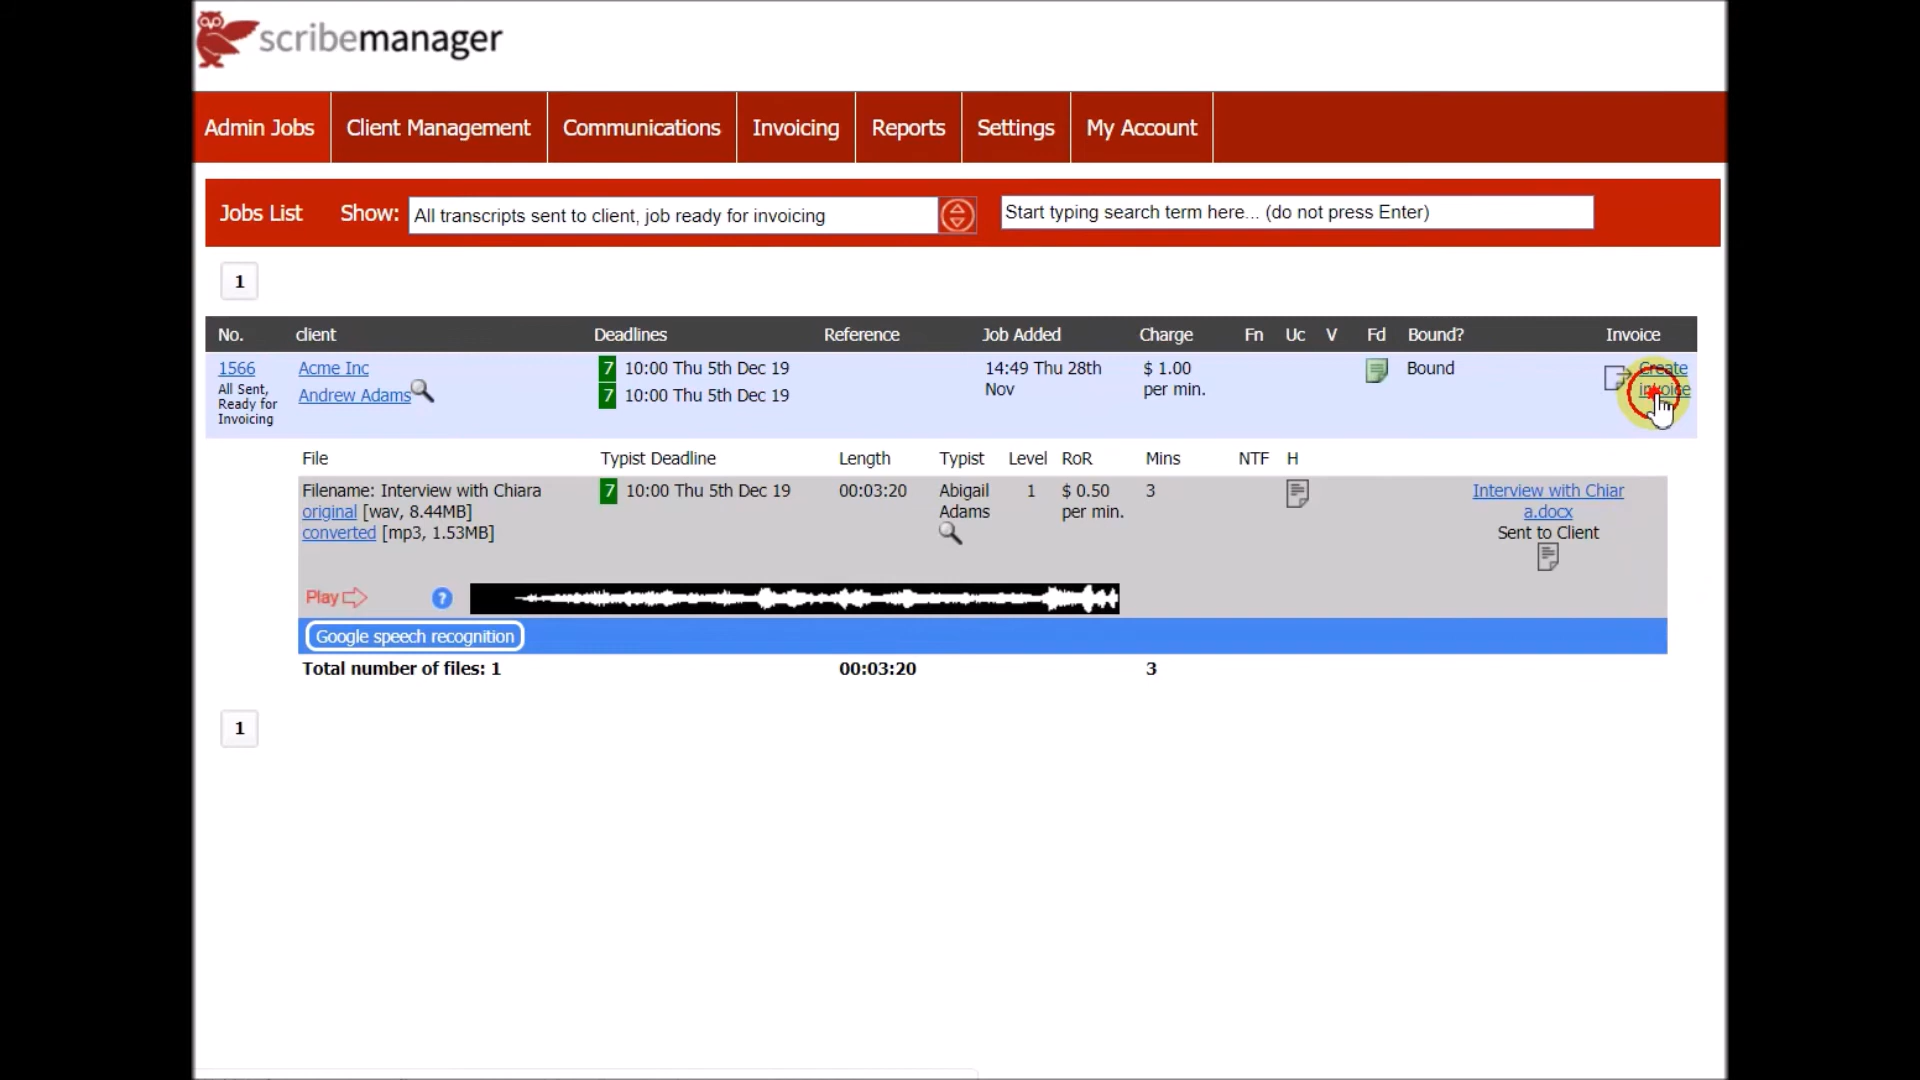 scribemanager
Admin Jobs Client Management Communications Invoicing Reports Settings My Account
Jobs List Show: All transcripts sent to client, job ready for invoicing Start typing search term here... (do not press Enter)
1
No. client Deadlines Reference Job Added Charge Fn Uc V Fd Bound? Invoice
1566 Acme Inc 7 10:00 Thu 5th Dec 19 14:49 Thu 28th $ 1.00 Bound Create
All Sent, Andrew Adams 7 10:00 Thu 5th Dec 19 Nov per min. invoice
Ready for
Invoicing
File Typist Deadline Length Typist Level RoR Mins NTF H
Filename: Interview with Chiara 7 10:00 Thu 5th Dec 19 00:03:20 Abigail 1 $ 0.50 3 Interview with Chiar
original [wav, 8.44MB] Adams per min. a.docx
converted [mp3, 1.53MB] Sent to Client
Play ?
Google speech recognition
Total number of files: 1 00:03:20 3
1